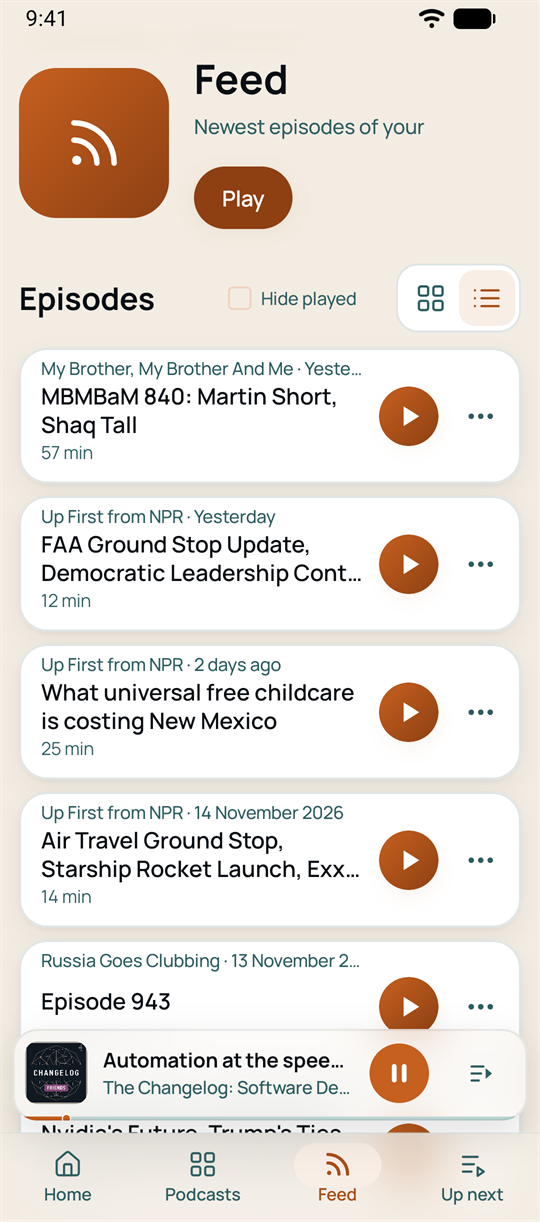 9:41
Feed
Newest episodes of your
Play
Episodes
Hide played
My Brother, My Brother And Me · Yeste…
MBMBaM 840: Martin Short,
Shaq Tall
57 min
Up First from NPR · Yesterday
FAA Ground Stop Update,
Democratic Leadership Cont…
12 min
Up First from NPR · 2 days ago
What universal free childcare
is costing New Mexico
25 min
Up First from NPR · 14 November 2026
Air Travel Ground Stop,
Starship Rocket Launch, Exx…
14 min
Russia Goes Clubbing · 13 November 2…
Episode 943
CHANGELOG
FRIENDS
Automation at the spee…
The Changelog: Software De…
Nvidia's Future, Trump's Ties
Home
Podcasts
Feed
Up next